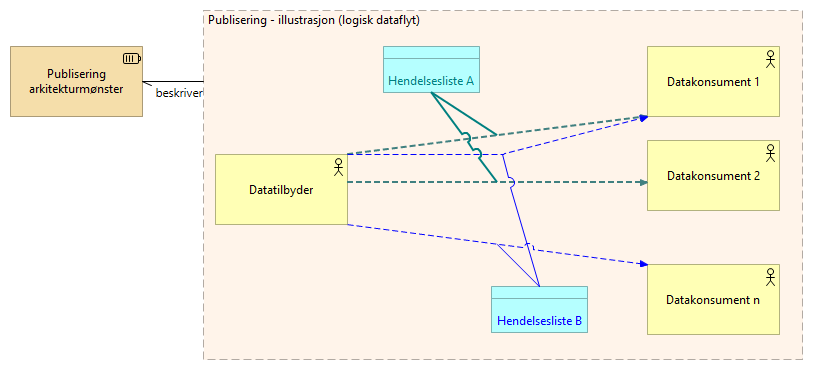 Publisering - illustrasjon (logisk dataflyt)
Publisering
arkitekturmønster
beskriver
Hendelsesliste A
Datakonsument 1
Datatilbyder
Datakonsument 2
Hendelsesliste B
Datakonsument n